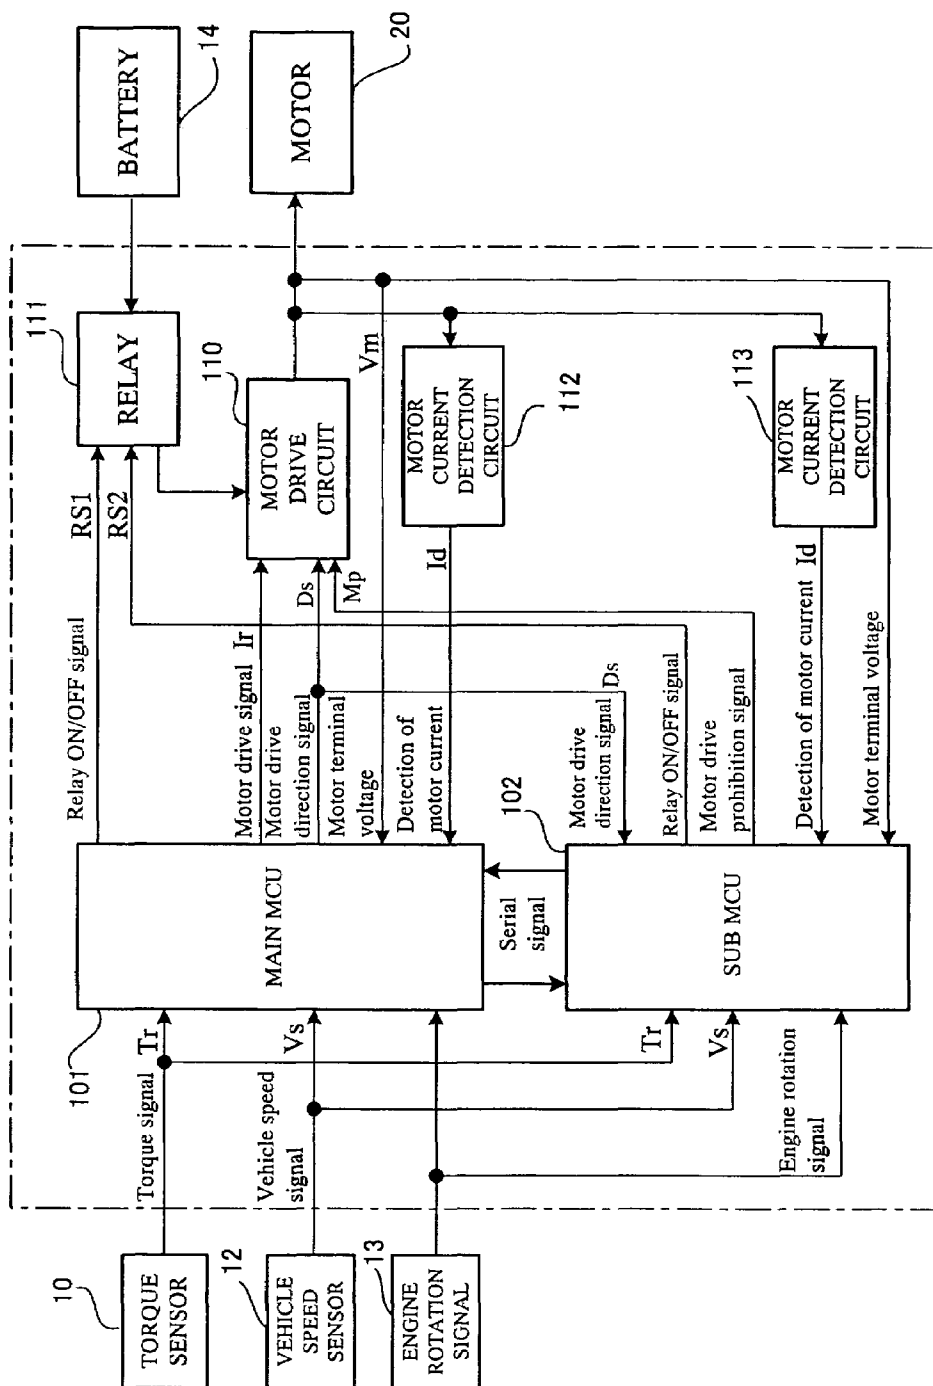 10
TORQUE
SENSOR
12
VEHICLE
SPEED
SENSOR
13
ENGINE
ROTATION
SIGNAL
Torque signal
Tr
Vehicle speed
signal
Vs
Tr
Vs
Engine rotation
signal
101
MAIN MCU
Serial
signal
102
SUB MCU
Relay ON/OFF signal
RS1
RS2
Motor drive signal Ir
Motor drive
direction signal
Ds
Mp
Motor terminal
voltage
Vm
Detection of
motor current
Id
Motor drive
direction signal Ds
Relay ON/OFF signal
Motor drive
prohibition signal
Detection of motor current Id
Motor terminal voltage
111
RELAY
110
MOTOR
DRIVE
CIRCUIT
MOTOR
CURRENT
DETECTION
CIRCUIT
112
113
MOTOR
CURRENT
DETECTION
CIRCUIT
BATTERY
14
MOTOR
20